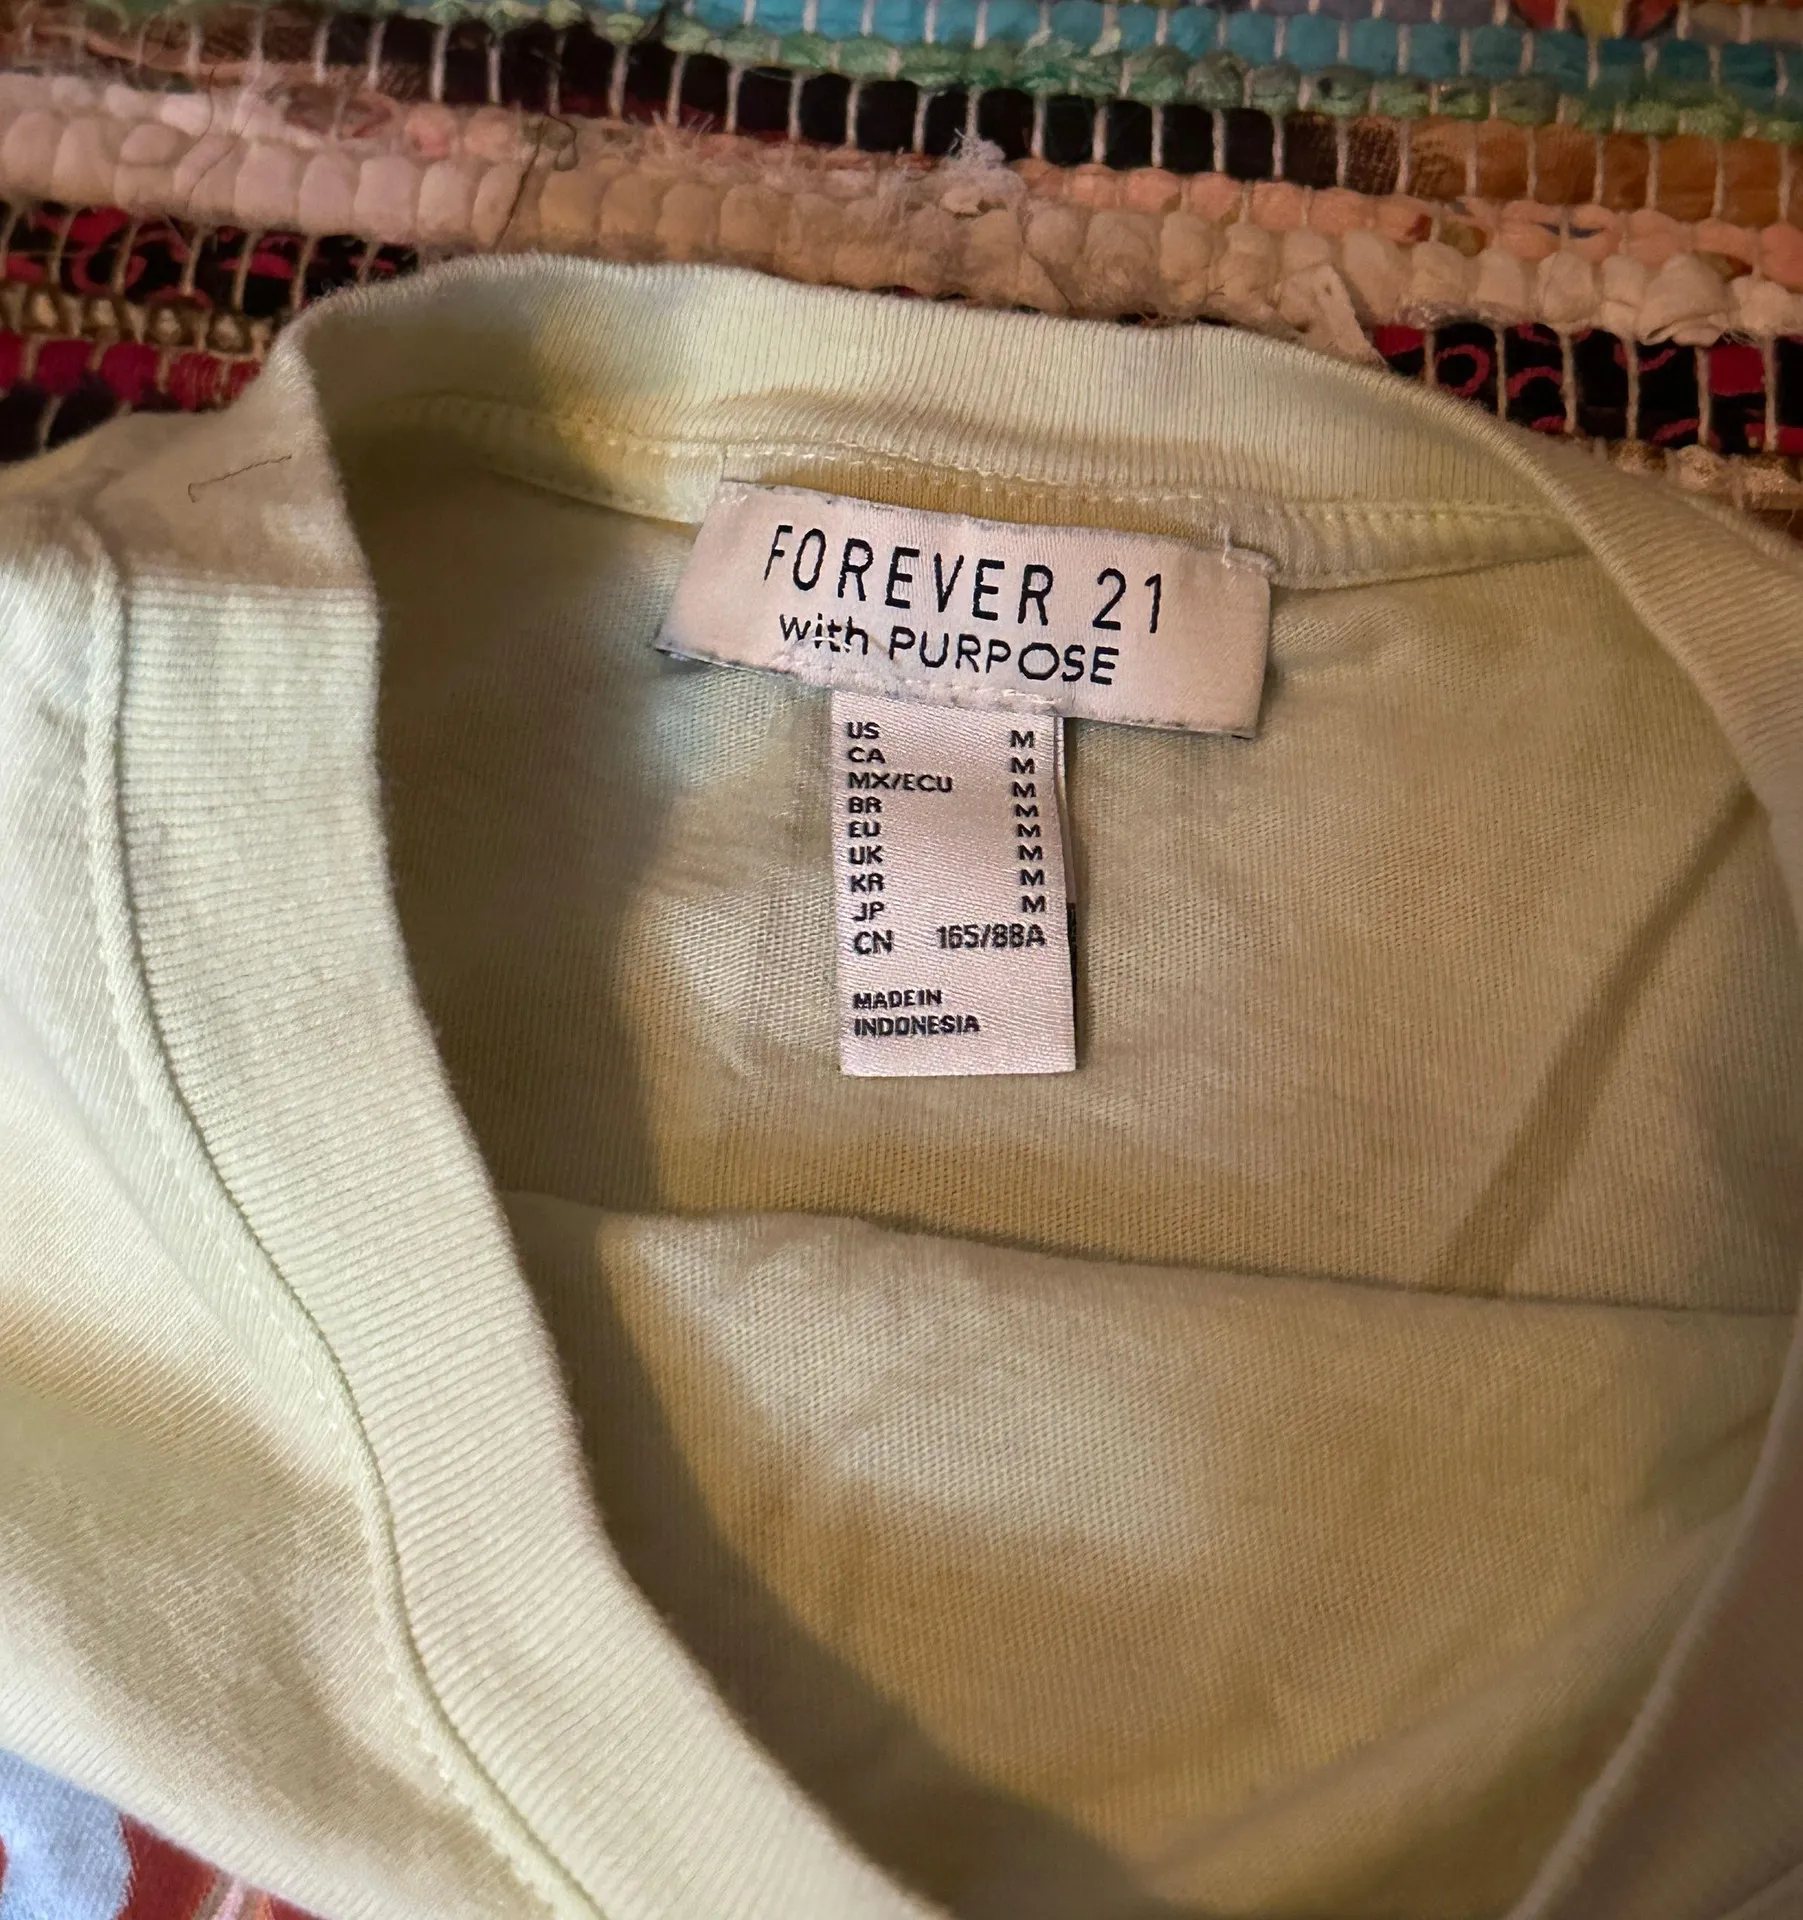 FOREVER 21
with PURPOSE
US M
CA M
MX/ECU M
BR M
EU M
UK M
KR M
JP M
CN 165/88A
MADE IN
INDONESIA